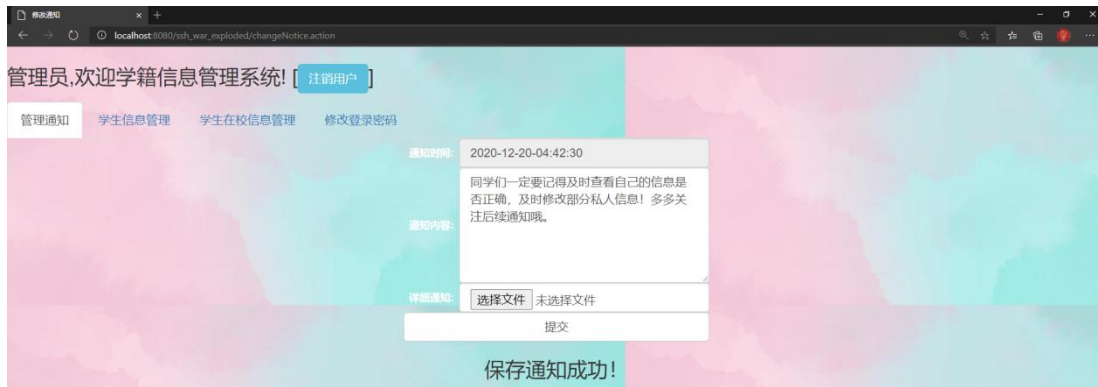 修改通知
localhost:8080/ssh_war_exploded/changeNotice.action
管理员,欢迎学籍信息管理系统! [ 注销用户 ]
管理通知 学生信息管理 学生在校信息管理 修改登录密码
通知时间: 2020-12-20-04:42:30
通知内容:
同学们一定要记得及时查看自己的信息是
否正确，及时修改部分私人信息！多多关
注后续通知哦。
详细通知: 选择文件 未选择文件
提交
保存通知成功！